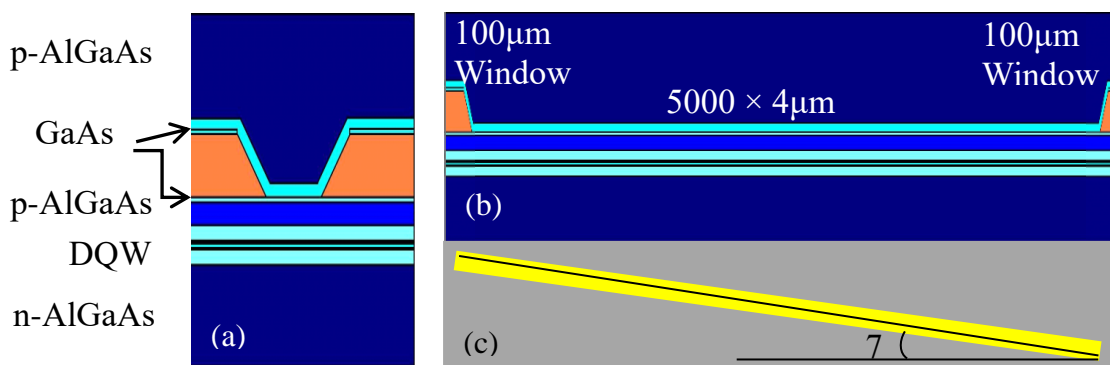 p-AlGaAs
GaAs
p-AlGaAs
DQW
n-AlGaAs
(a)
100μm
Window
100μm
Window
5000 × 4μm
(b)
7
(c)